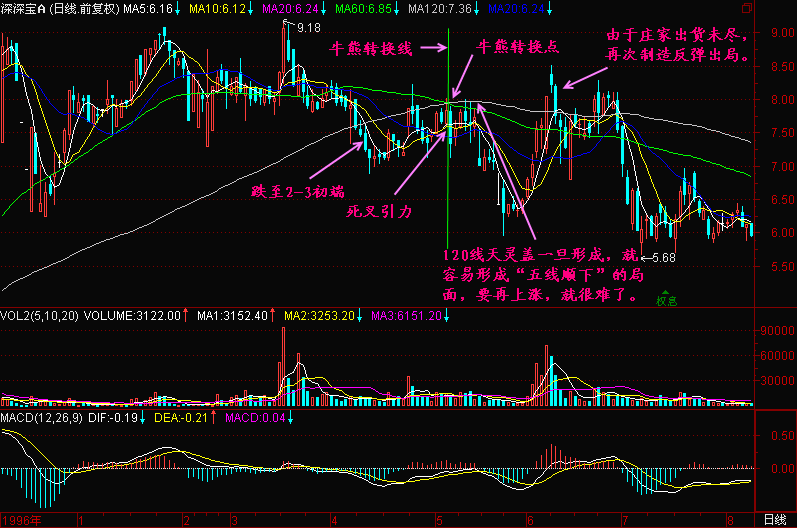 深深宝A (日线.前复权) MA5:6.16↓ MA10:6.12↓ MA20:6.24↓ MA60:6.85↓ MA120:7.36↓ MA20:6.24↓
9.18
牛熊转换线
牛熊转换点
由于庄家出货未尽，
再次制造反弹出局。
跌至2-3初端
死叉引力
120线天灵盖一旦形成，就
容易形成“五线顺下”的局
面，要再上涨，就很难了。
←5.68
权息
9.00
8.50
8.00
7.50
7.00
6.50
6.00
5.50
VOL2(5,10,20) VOLUME:3122.00↑ MA1:3152.40↑ MA2:3253.20↓ MA3:6151.20↓
90000
60000
30000
MACD(12,26,9) DIF:-0.19↓ DEA:-0.21↑ MACD:0.04↓
0.50
0.00
1996年 1 2 3 4 5 6 7 8 日线